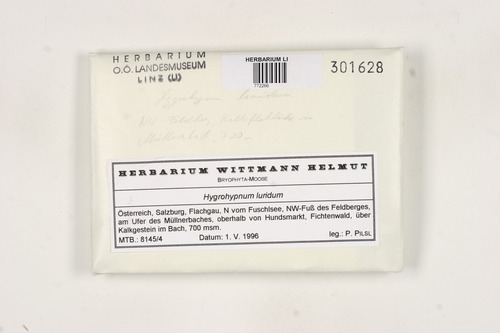 HERBARIUM
O.Ö. LANDESMUSEUM
LINZ (LI)
HERBARIUM LI
772266
301628
HERBARIUM WITTMANN HELMUT
BRYOPHYTA-MOOSE
Hygrohypnum luridum
Österreich, Salzburg, Flachgau, N vom Fuschlsee, NW-Fuß des Feldberges,
am Ufer des Müllnerbaches, oberhalb von Hundsmarkt, Fichtenwald, über
Kalkgestein im Bach, 700 msm.
MTB.: 8145/4 Datum: 1. V. 1996 leg.: P. PILSL